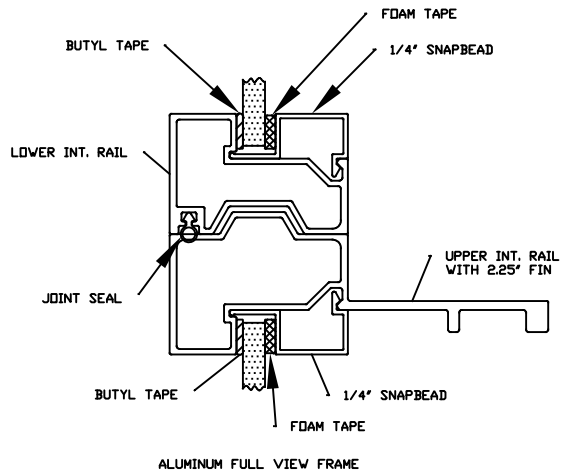 FOAM TAPE
BUTYL TAPE
1/4" SNAPBEAD
LOWER INT. RAIL
UPPER INT. RAIL
WITH 2.25" FIN
JOINT SEAL
BUTYL TAPE
1/4" SNAPBEAD
FOAM TAPE
ALUMINUM FULL VIEW FRAME